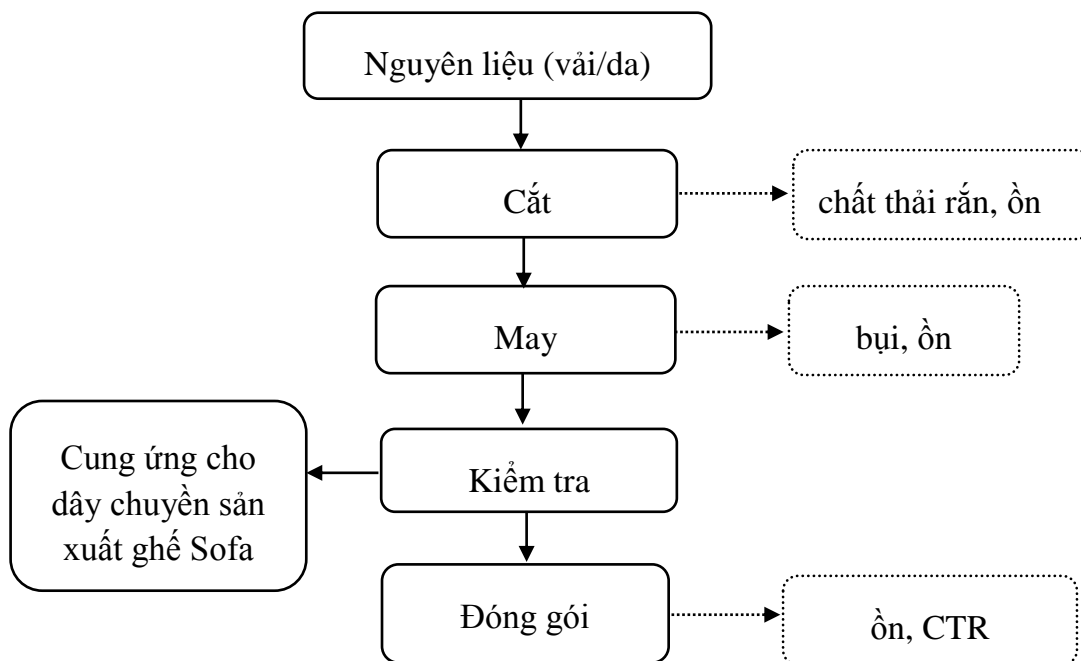 Nguyên liệu (vải/da)
Cắt
chất thải rắn, ồn
May
bụi, ồn
Cung ứng cho
dây chuyền sản
xuất ghế Sofa
Kiểm tra
Đóng gói
ồn, CTR